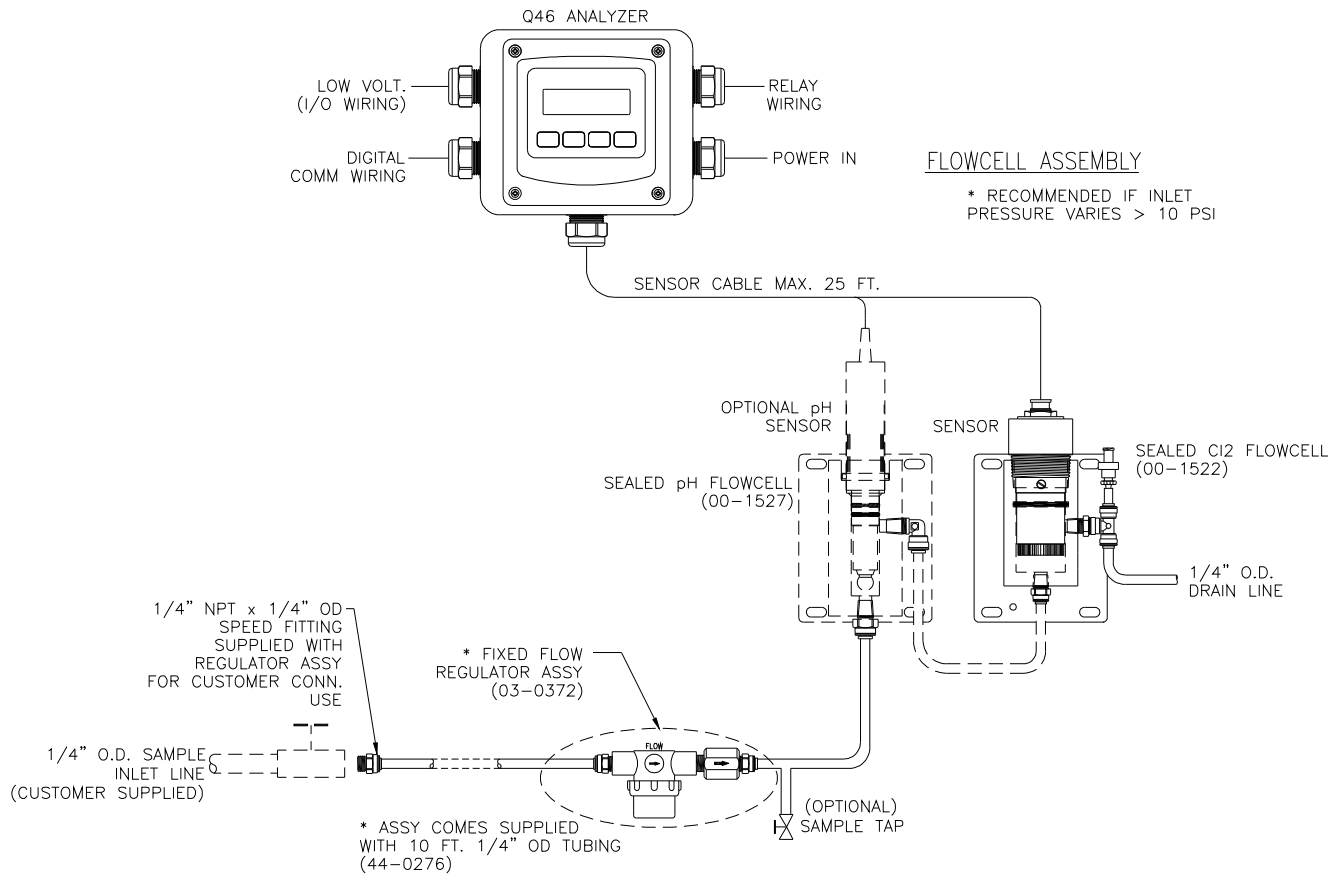 Q46 ANALYZER
LOW VOLT.
(I/O WIRING)
RELAY
WIRING
DIGITAL
COMM WIRING
POWER IN
FLOWCELL ASSEMBLY
* RECOMMENDED IF INLET
PRESSURE VARIES > 10 PSI
SENSOR CABLE MAX. 25 FT.
OPTIONAL pH
SENSOR
SENSOR
SEALED Cl2 FLOWCELL
(00-1522)
SEALED pH FLOWCELL
(00-1527)
1/4" O.D.
DRAIN LINE
1/4" NPT x 1/4" OD
SPEED FITTING
SUPPLIED WITH
REGULATOR ASSY
FOR CUSTOMER CONN.
USE
* FIXED FLOW
REGULATOR ASSY
(03-0372)
FLOW
1/4" O.D. SAMPLE
INLET LINE
(CUSTOMER SUPPLIED)
(OPTIONAL)
SAMPLE TAP
* ASSY COMES SUPPLIED
WITH 10 FT. 1/4" OD TUBING
(44-0276)